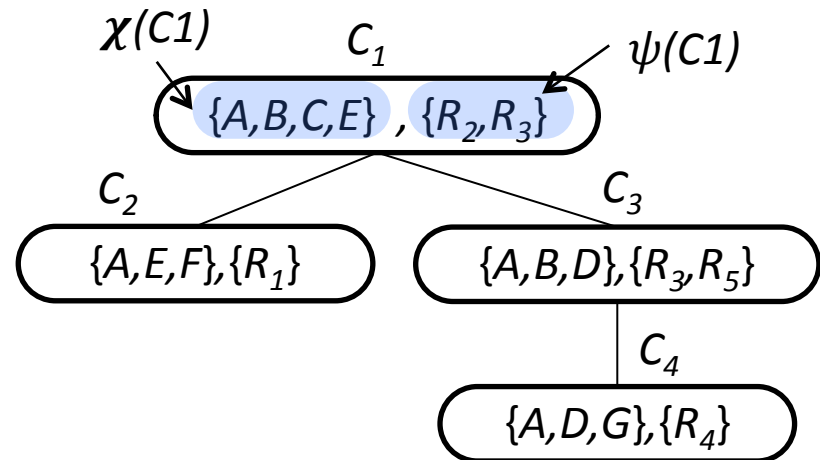 χ(C1)
C₁
ψ(C1)
{A,B,C,E} , {R₂,R₃}
C₂
C₃
{A,E,F},{R₁}
{A,B,D},{R₃,R₅}
C₄
{A,D,G},{R₄}